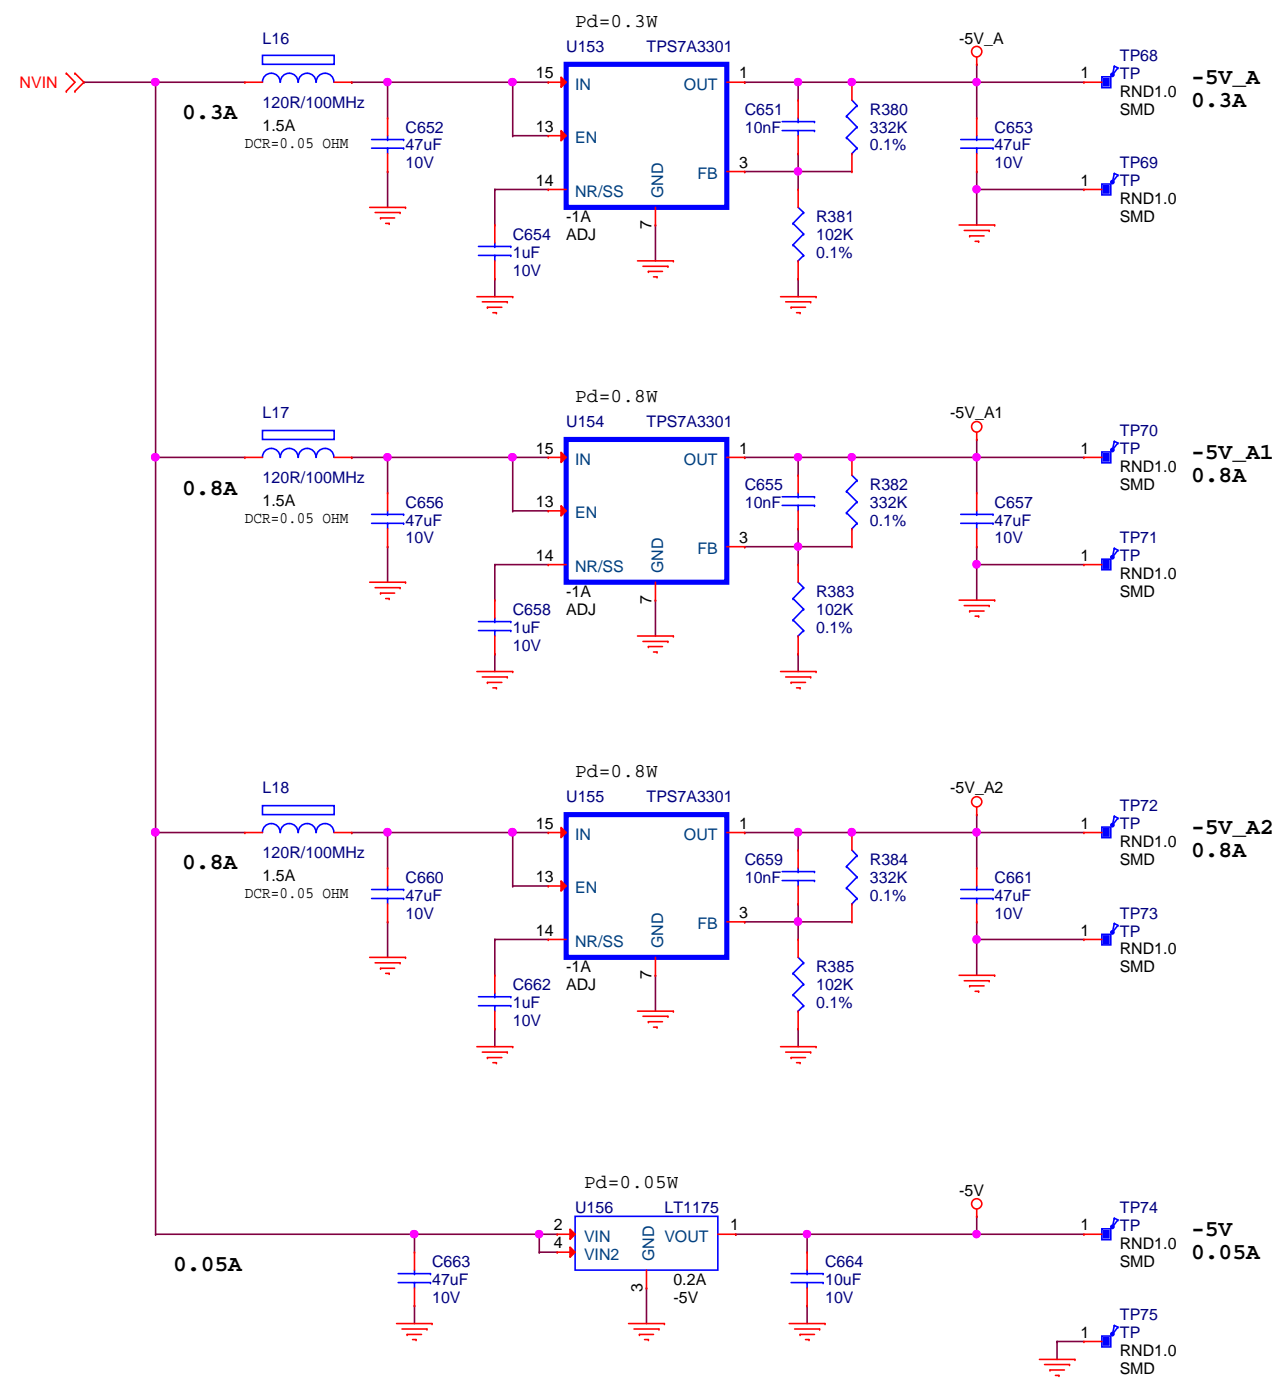 NVIN
0.3A
L16
120R/100MHz
1.5A
DCR=0.05 OHM
C652
47uF
10V
Pd=0.3W
U153 TPS7A3301
15 IN
13 EN
14 NR/SS
OUT 1
FB 3
GND
7
-1A
ADJ
C654
1uF
10V
C651
10nF
R380
332K
0.1%
R381
102K
0.1%
-5V_A
C653
47uF
10V
1 TP68
TP
RND1.0
SMD
-5V_A
0.3A
1 TP69
TP
RND1.0
SMD
0.8A
L17
120R/100MHz
1.5A
DCR=0.05 OHM
C656
47uF
10V
Pd=0.8W
U154 TPS7A3301
15 IN
13 EN
14 NR/SS
OUT 1
FB 3
GND
7
-1A
ADJ
C658
1uF
10V
C655
10nF
R382
332K
0.1%
R383
102K
0.1%
-5V_A1
C657
47uF
10V
1 TP70
TP
RND1.0
SMD
-5V_A1
0.8A
1 TP71
TP
RND1.0
SMD
0.8A
L18
120R/100MHz
1.5A
DCR=0.05 OHM
C660
47uF
10V
Pd=0.8W
U155 TPS7A3301
15 IN
13 EN
14 NR/SS
OUT 1
FB 3
GND
7
-1A
ADJ
C662
1uF
10V
C659
10nF
R384
332K
0.1%
R385
102K
0.1%
-5V_A2
C661
47uF
10V
1 TP72
TP
RND1.0
SMD
-5V_A2
0.8A
1 TP73
TP
RND1.0
SMD
0.05A
C663
47uF
10V
Pd=0.05W
U156 LT1175
2 VIN
4 VIN2
GND
3
VOUT 1
0.2A
-5V
C664
10uF
10V
-5V
1 TP74
TP
RND1.0
SMD
-5V
0.05A
1 TP75
TP
RND1.0
SMD